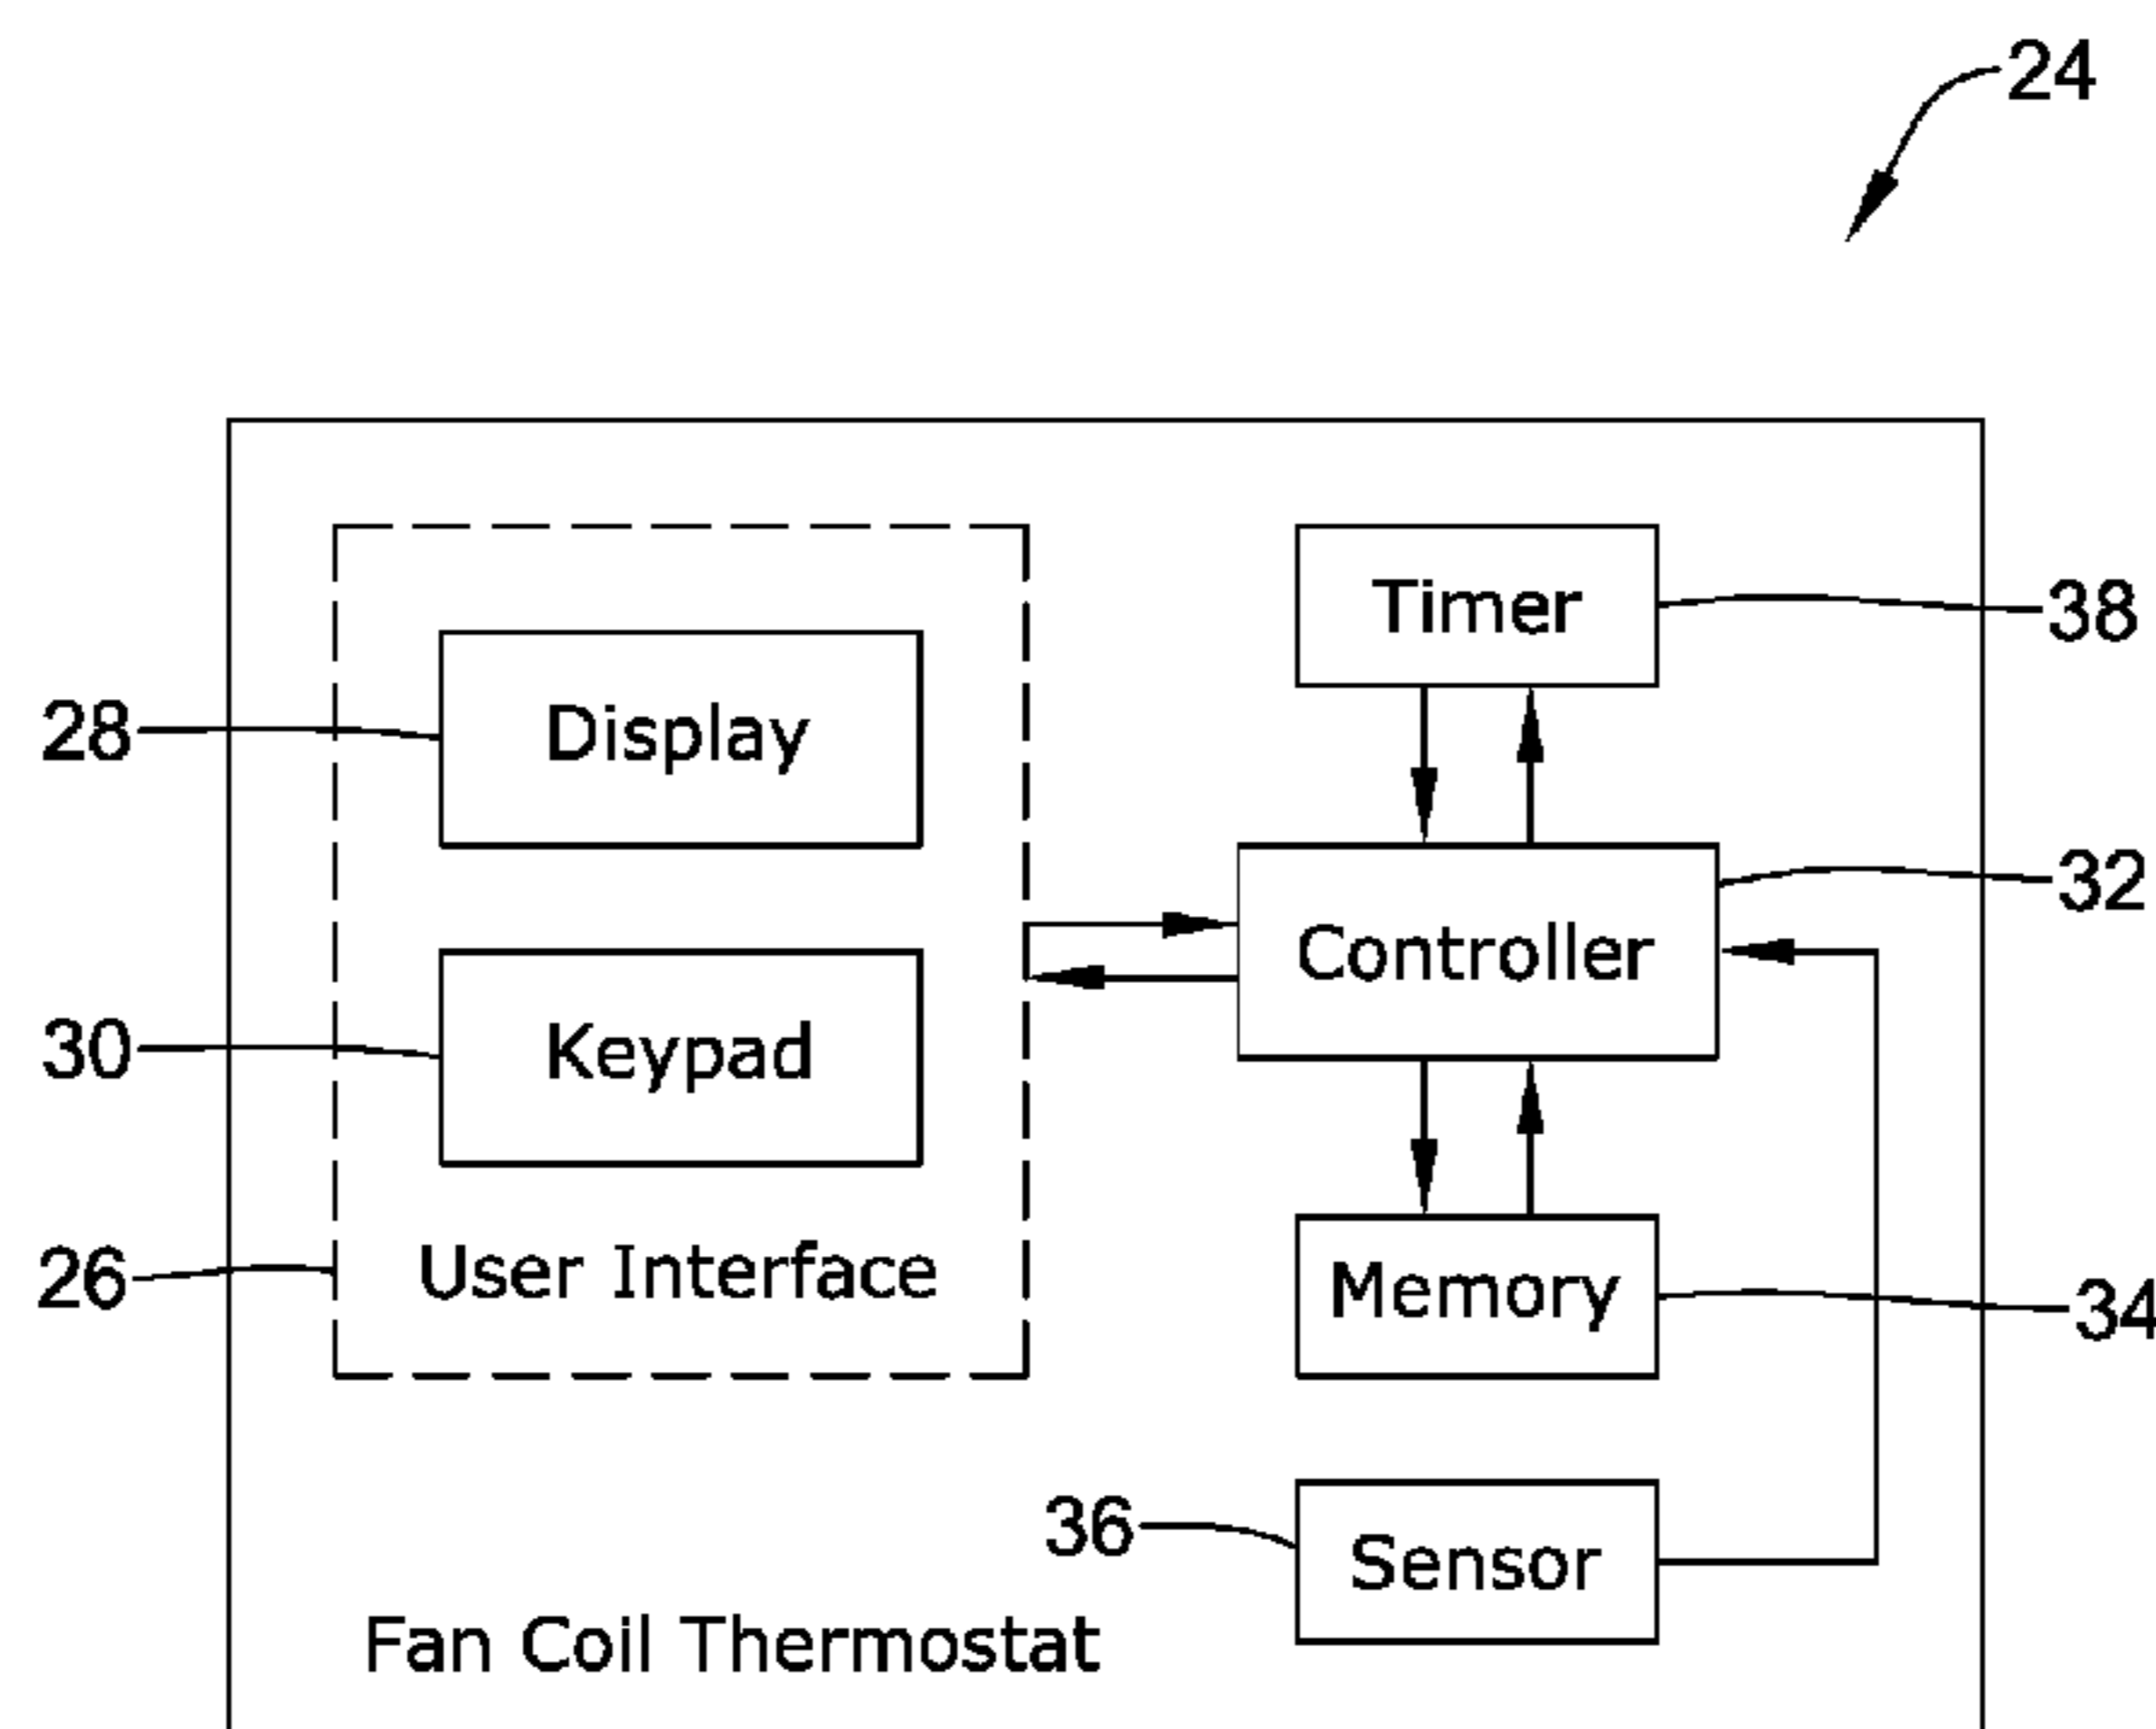 24
Timer
38
28
Display
32
Controller
30
Keypad
26
User Interface
Memory
34
36
Sensor
Fan Coil Thermostat